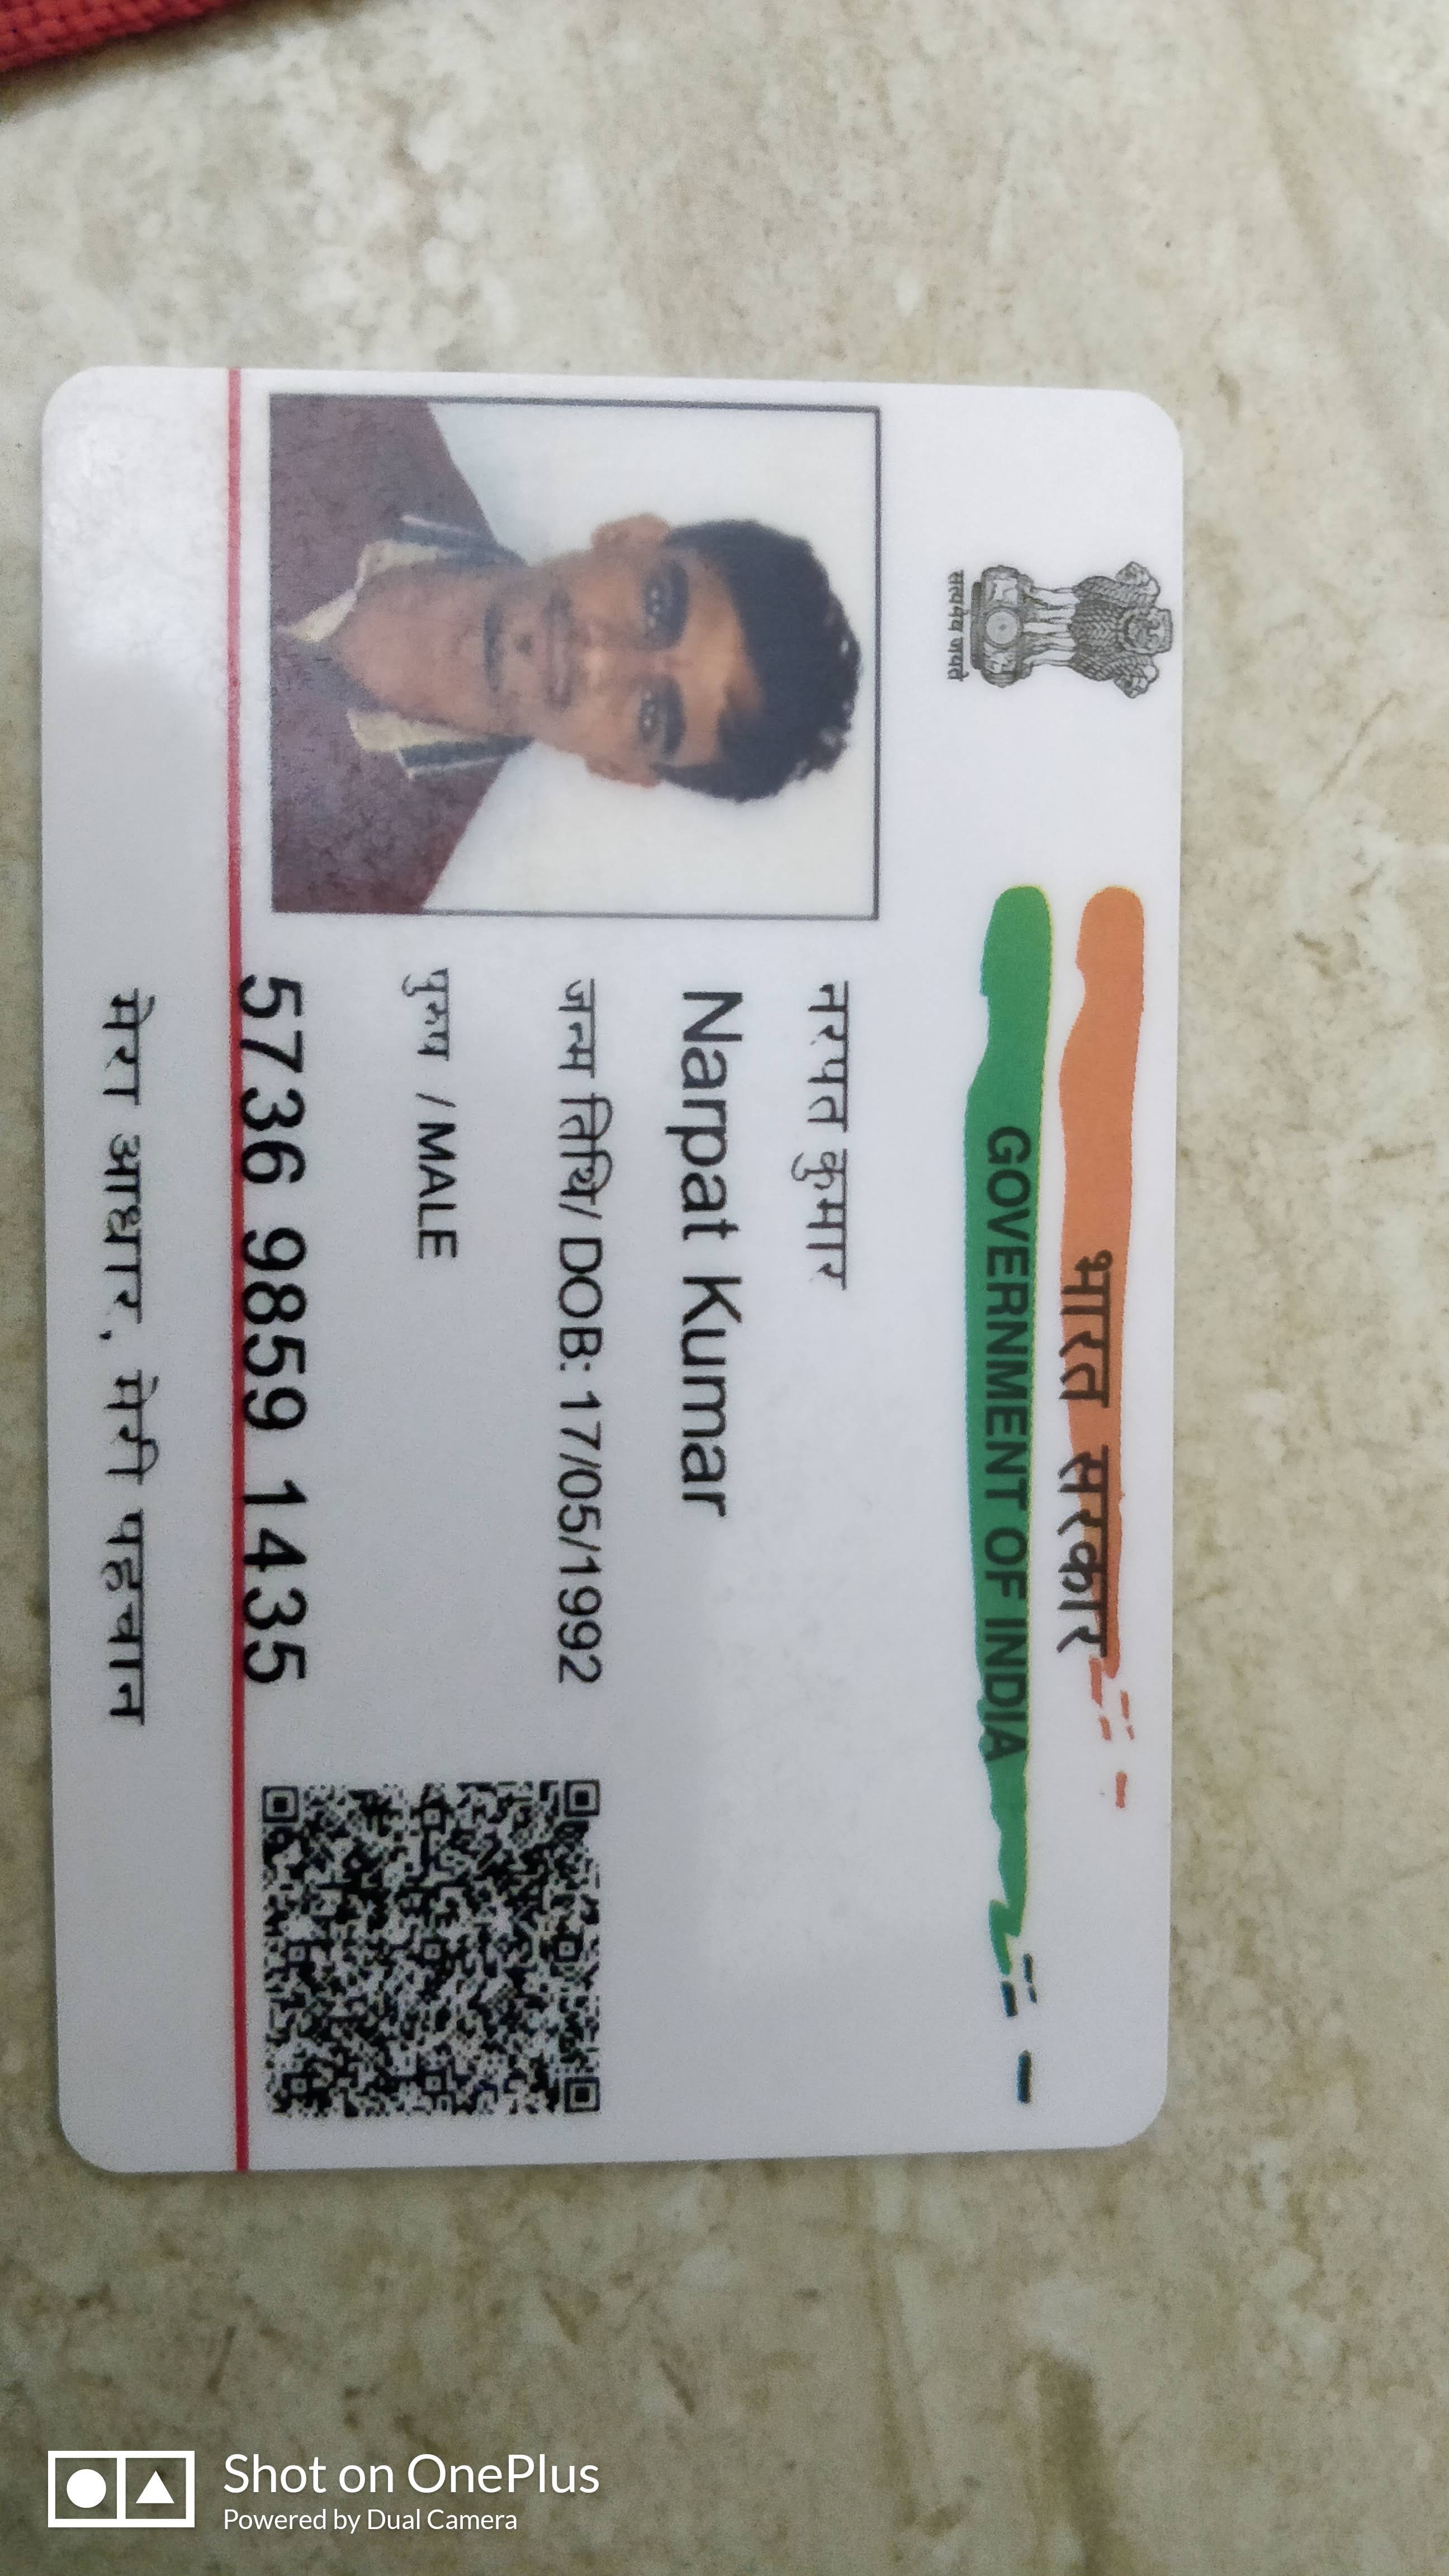 सत्यमेव जयते
भारत सरकार
GOVERNMENT OF INDIA
नरपत कुमार
Narpat Kumar
जन्म तिथि/ DOB: 17/05/1992
पुरुष / MALE
5736 9859 1435
मेरा आधार, मेरी पहचान
Shot on OnePlus
Powered by Dual Camera